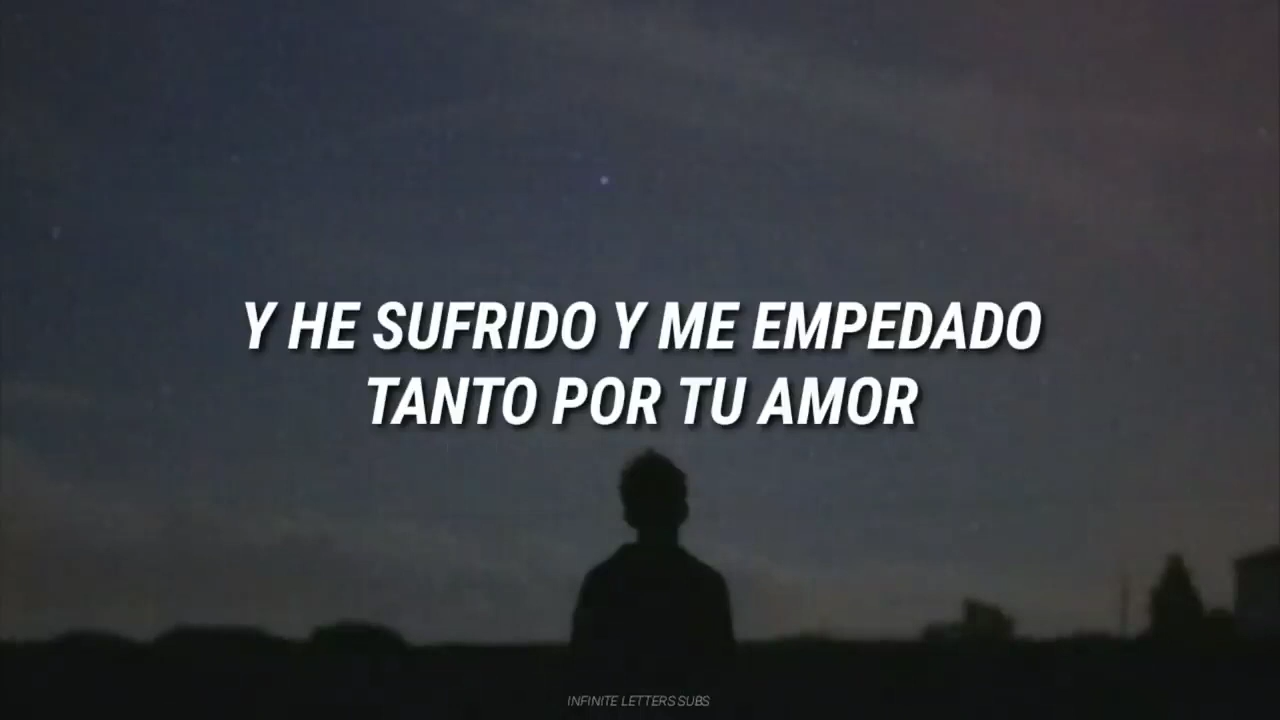 Y HE SUFRIDO Y ME EMPEDADO
TANTO POR TU AMOR
INFINITE LETTERS SUBS